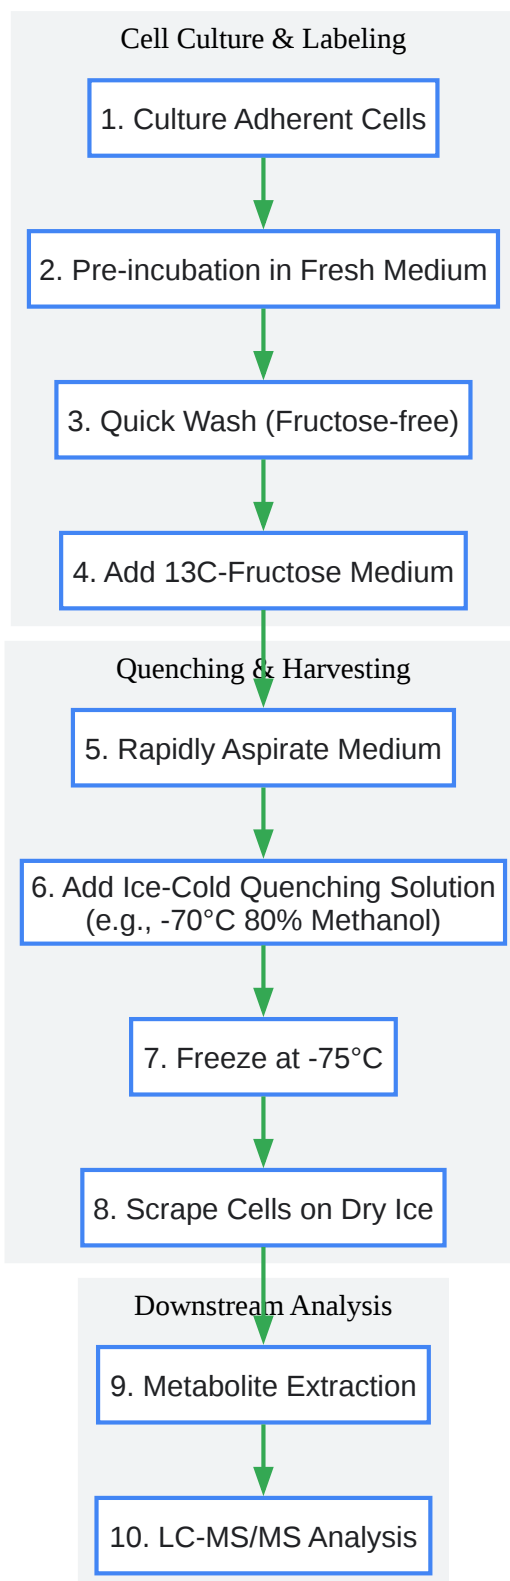 Cell Culture & Labeling
1. Culture Adherent Cells
2. Pre-incubation in Fresh Medium
3. Quick Wash (Fructose-free)
4. Add 13C-Fructose Medium
Quenching & Harvesting
5. Rapidly Aspirate Medium
6. Add Ice-Cold Quenching Solution
(e.g., -70°C 80% Methanol)
7. Freeze at -75°C
8. Scrape Cells on Dry Ice
Downstream Analysis
9. Metabolite Extraction
10. LC-MS/MS Analysis